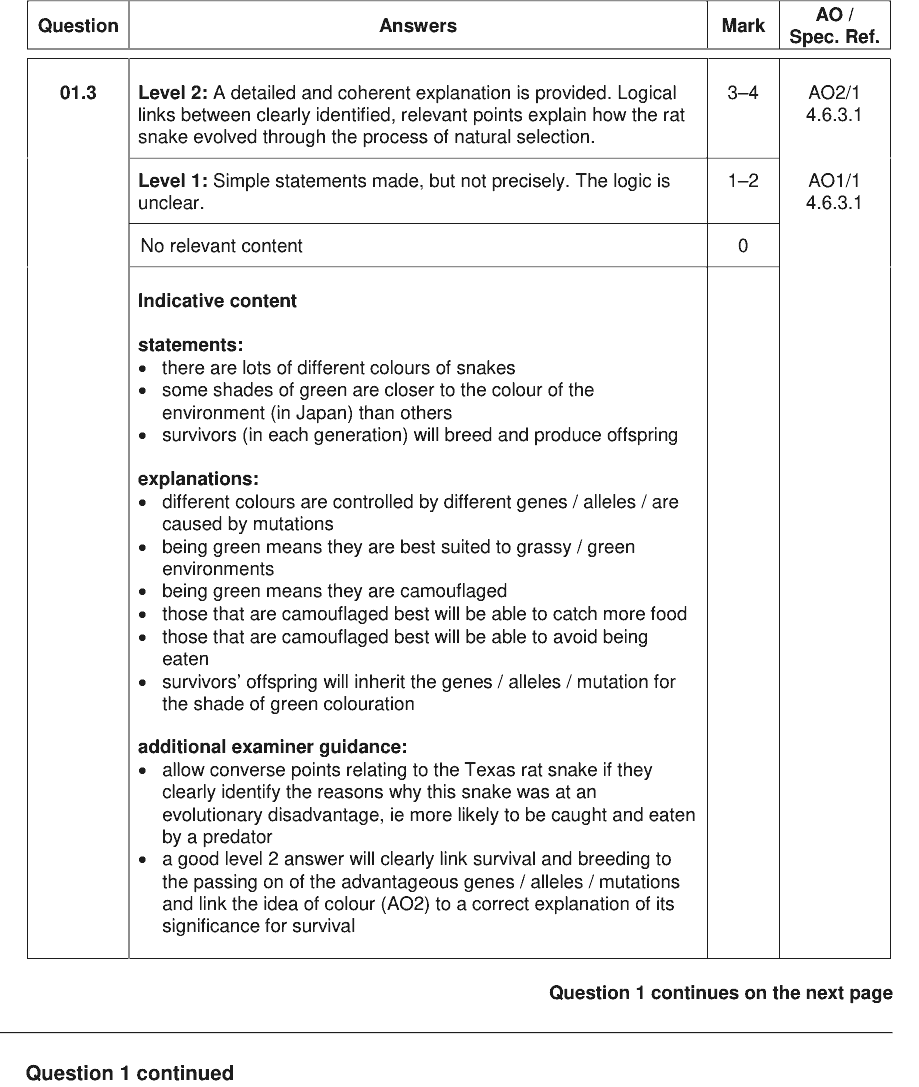 Question Answers Mark AO /
Spec. Ref.
01.3 Level 2: A detailed and coherent explanation is provided. Logical 3–4 AO2/1
links between clearly identified, relevant points explain how the rat 4.6.3.1
snake evolved through the process of natural selection.
Level 1: Simple statements made, but not precisely. The logic is 1–2 AO1/1
unclear. 4.6.3.1
No relevant content 0
Indicative content
statements:
• there are lots of different colours of snakes
• some shades of green are closer to the colour of the
environment (in Japan) than others
• survivors (in each generation) will breed and produce offspring
explanations:
• different colours are controlled by different genes / alleles / are
caused by mutations
• being green means they are best suited to grassy / green
environments
• being green means they are camouflaged
• those that are camouflaged best will be able to catch more food
• those that are camouflaged best will be able to avoid being
eaten
• survivors’ offspring will inherit the genes / alleles / mutation for
the shade of green colouration
additional examiner guidance:
• allow converse points relating to the Texas rat snake if they
clearly identify the reasons why this snake was at an
evolutionary disadvantage, ie more likely to be caught and eaten
by a predator
• a good level 2 answer will clearly link survival and breeding to
the passing on of the advantageous genes / alleles / mutations
and link the idea of colour (AO2) to a correct explanation of its
significance for survival
Question 1 continues on the next page
Question 1 continued